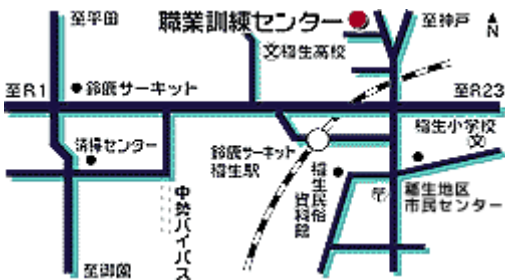 至平田
職業訓練センター
至神戸
N
文
稲生高校
至R1
鈴鹿サーキット
至R23
清掃センター
鈴鹿サーキット
稲生駅
稲生小学校
文
稲生民俗
資料館
〒
稲生地区
市民センター
中勢バイパス
至御薗